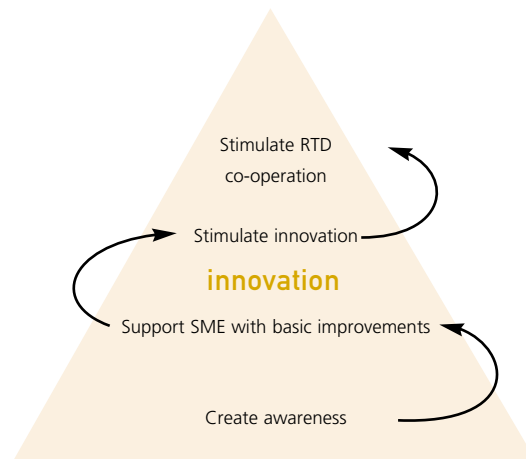 Stimulate RTD
co-operation
Stimulate innovation
innovation
Support SME with basic improvements
Create awareness